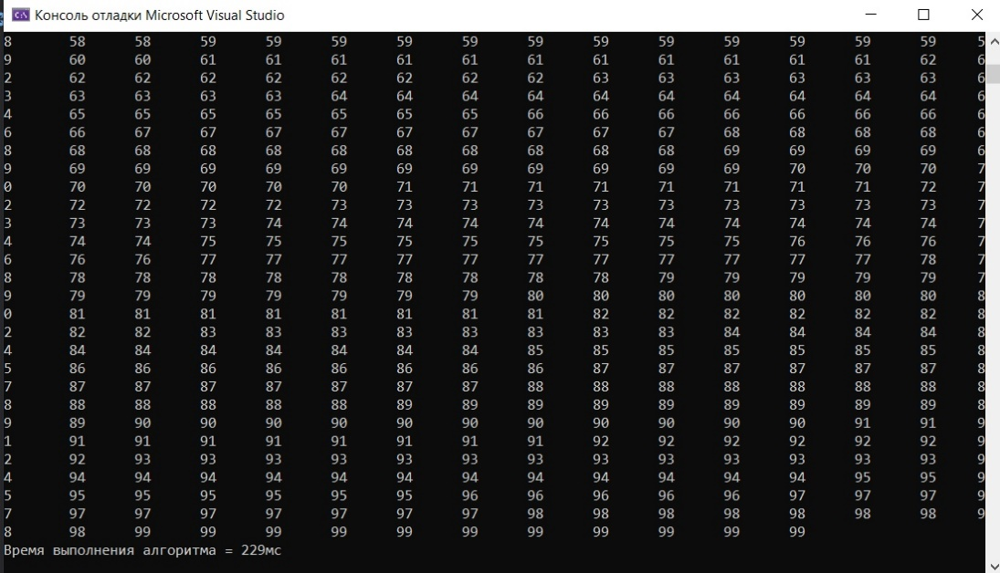 Консоль отладки Microsoft Visual Studio
8 58 58 59 59 59 59 59 59 59 59 59 59 59 5
9 60 60 61 61 61 61 61 61 61 61 61 61 61 62 6
2 62 62 62 62 62 62 62 62 63 63 63 63 63 63 6
3 63 63 63 63 64 64 64 64 64 64 64 64 64 64 6
4 65 65 65 65 65 65 65 66 66 66 66 66 66 66 6
6 66 67 67 67 67 67 67 67 67 67 68 68 68 68 6
8 68 68 68 68 68 68 68 68 68 68 69 69 69 69 6
9 69 69 69 69 69 69 69 69 69 69 69 70 70 70 7
0 70 70 70 70 70 71 71 71 71 71 71 71 71 72 7
2 72 72 72 72 73 73 73 73 73 73 73 73 73 73 7
3 73 73 73 74 74 74 74 74 74 74 74 74 74 74 7
4 74 74 75 75 75 75 75 75 75 75 75 76 76 76 7
6 76 76 77 77 77 77 77 77 77 77 77 77 77 78 7
8 78 78 78 78 78 78 78 78 78 79 79 79 79 79 7
9 79 79 79 79 79 79 79 80 80 80 80 80 80 80 8
0 81 81 81 81 81 81 81 81 82 82 82 82 82 82 8
2 82 82 83 83 83 83 83 83 83 83 84 84 84 84 8
4 84 84 84 84 84 84 84 85 85 85 85 85 85 85 8
5 86 86 86 86 86 86 86 86 87 87 87 87 87 87 8
7 87 87 87 87 87 87 87 88 88 88 88 88 88 88 8
8 88 88 88 88 88 89 89 89 89 89 89 89 89 89 8
9 89 90 90 90 90 90 90 90 90 90 90 90 91 91 9
1 91 91 91 91 91 91 91 91 92 92 92 92 92 92 9
2 92 93 93 93 93 93 93 93 93 93 93 93 93 93 9
4 94 94 94 94 94 94 94 94 94 94 94 94 95 95 9
5 95 95 95 95 95 95 96 96 96 96 96 97 97 97 9
7 97 97 97 97 97 97 97 98 98 98 98 98 98 98 9
8 98 99 99 99 99 99 99 99 99 99 99 99
Время выполнения алгоритма = 229мс